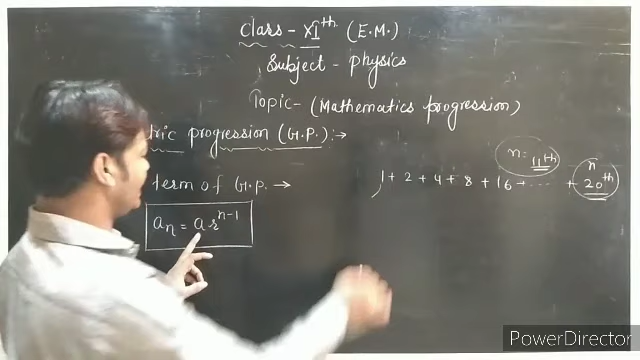 Class - XIth (E.M.)
Subject - physics
Topic - (Mathematics progression)
tric progression (G.P.) :→
n = 11th
term of G.P. →
1 + 2 + 4 + 8 + 16 + ... + 20th
n
an = a r^n-1
PowerDirector